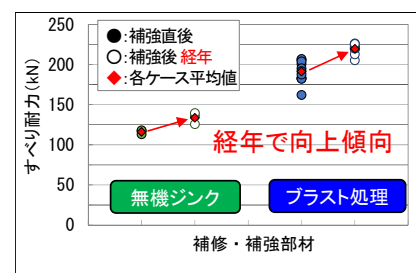 ●:補強直後
○:補強後 経年
◆:各ケース平均値
経年で向上傾向
すべり耐力(kN)
250
200
150
100
50
0
無機ジンク
ブラスト処理
補修・補強部材